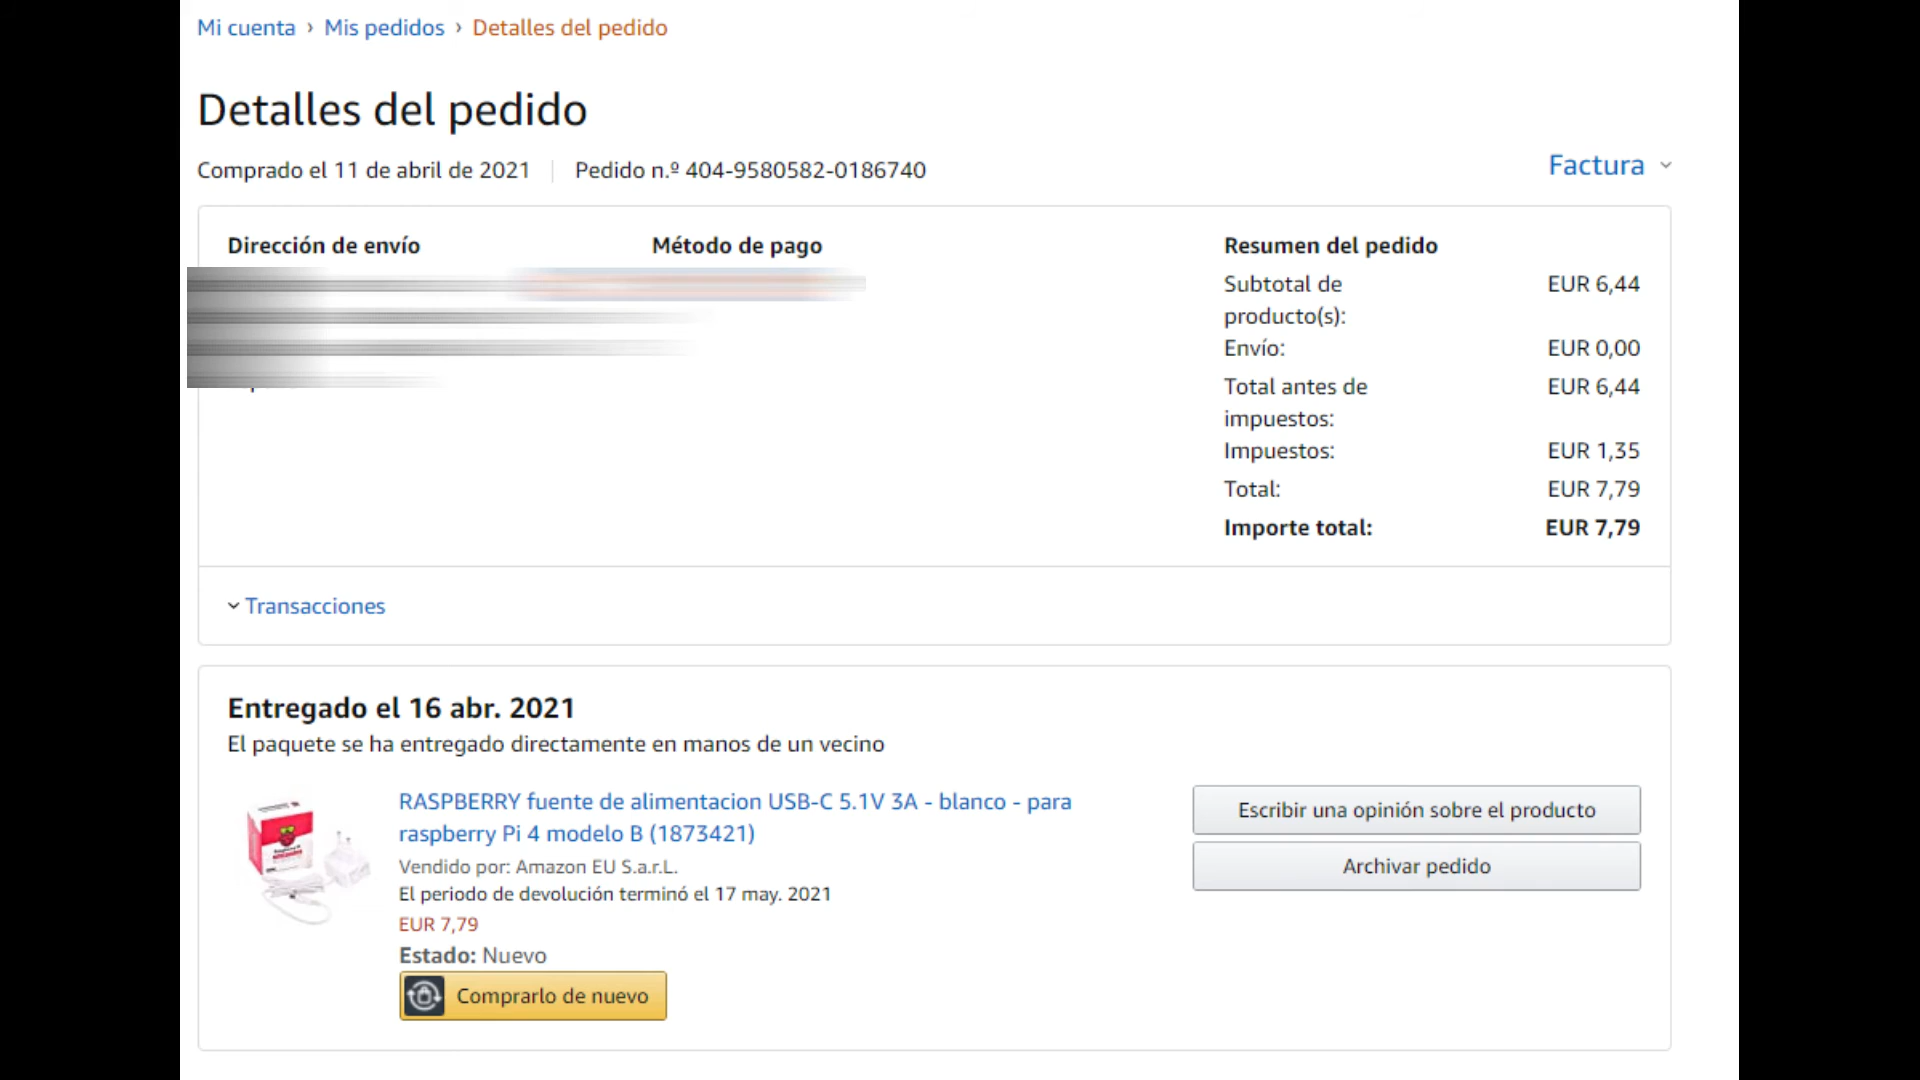 Mi cuenta › Mis pedidos › Detalles del pedido
Detalles del pedido
Comprado el 11 de abril de 2021 Pedido n.º 404-9580582-0186740
Factura
Dirección de envío
Método de pago
Resumen del pedido
Subtotal de producto(s): EUR 6,44
Envío: EUR 0,00
Total antes de impuestos: EUR 6,44
Impuestos: EUR 1,35
Total: EUR 7,79
Importe total: EUR 7,79
Transacciones
Entregado el 16 abr. 2021
El paquete se ha entregado directamente en manos de un vecino
RASPBERRY fuente de alimentacion USB-C 5.1V 3A - blanco - para
raspberry Pi 4 modelo B (1873421)
Vendido por: Amazon EU S.a.r.L.
El periodo de devolución terminó el 17 may. 2021
EUR 7,79
Estado: Nuevo
Comprarlo de nuevo
Escribir una opinión sobre el producto
Archivar pedido